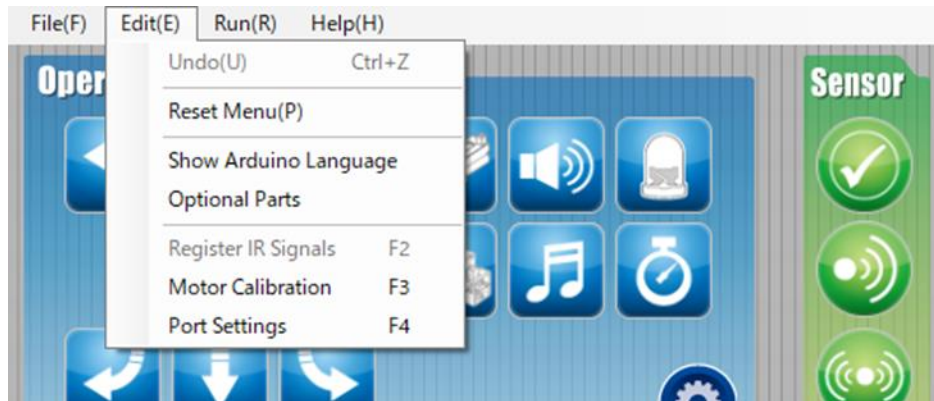 File(F) Edit(E) Run(R) Help(H)
Undo(U) Ctrl+Z
Reset Menu(P)
Show Arduino Language
Optional Parts
Register IR Signals F2
Motor Calibration F3
Port Settings F4
Oper
Sensor